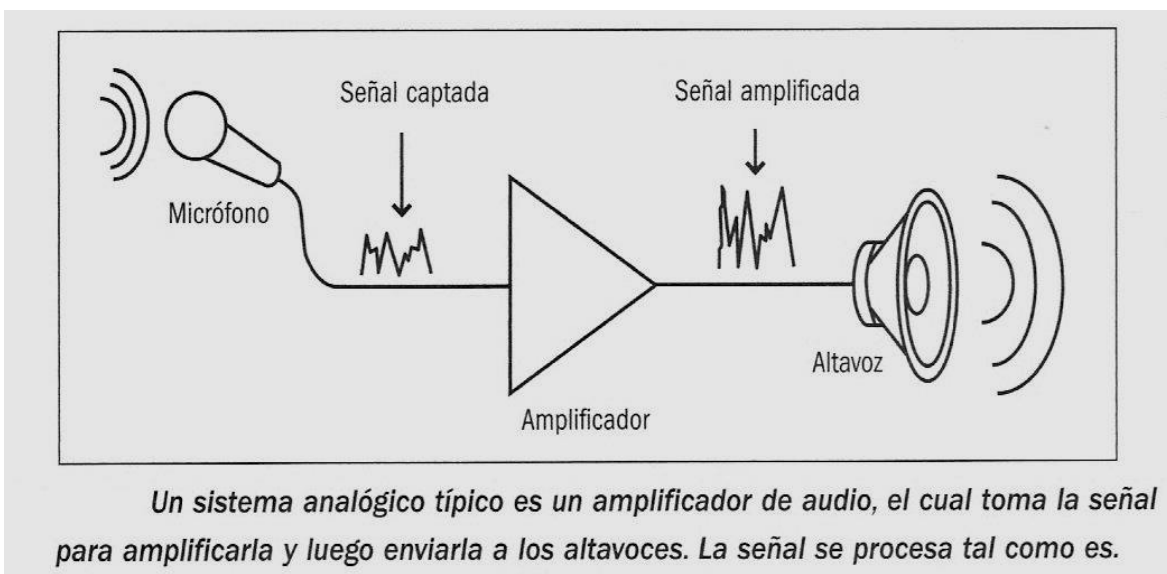 Señal captada
Señal amplificada
Micrófono
Altavoz
Amplificador
Un sistema analógico típico es un amplificador de audio, el cual toma la señal
para amplificarla y luego enviarla a los altavoces. La señal se procesa tal como es.